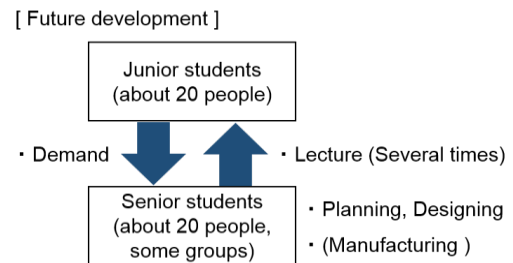 [ Future development ]
Junior students
(about 20 people)
・Demand
・Lecture (Several times)
Senior students
(about 20 people,
some groups)
・Planning, Designing
・(Manufacturing )